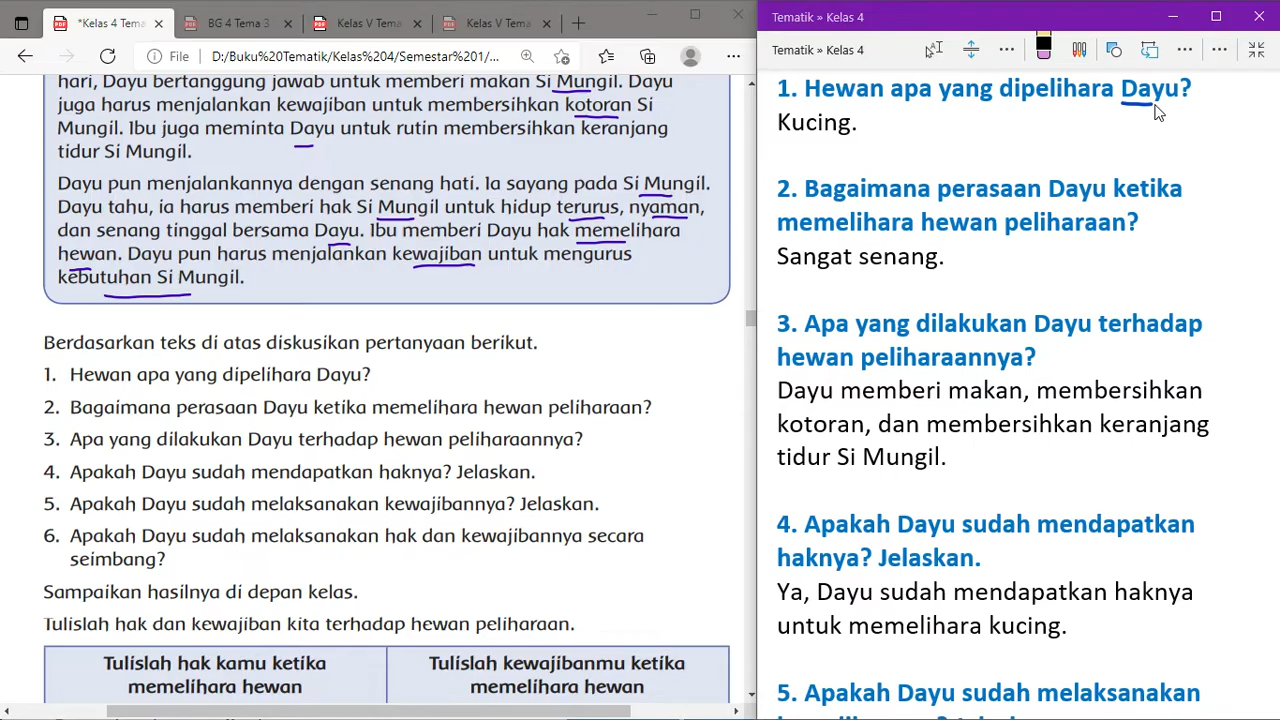 *Kelas 4 Tema
BG 4 Tema 3
Kelas V Tema
Kelas V Tema
File
D:/Buku%20Tematik/Kelas%204/Semestar%201/...
hari, Dayu bertanggung jawab untuk memberi makan Si Mungil. Dayu
juga harus menjalankan kewajiban untuk membersihkan kotoran Si
Mungil. Ibu juga meminta Dayu untuk rutin membersihkan keranjang
tidur Si Mungil.
Dayu pun menjalankannya dengan senang hati. Ia sayang pada Si Mungil.
Dayu tahu, ia harus memberi hak Si Mungil untuk hidup terurus, nyaman,
dan senang tinggal bersama Dayu. Ibu memberi Dayu hak memelihara
hewan. Dayu pun harus menjalankan kewajiban untuk mengurus
kebutuhan Si Mungil.
Berdasarkan teks di atas diskusikan pertanyaan berikut.
1. Hewan apa yang dipelihara Dayu?
2. Bagaimana perasaan Dayu ketika memelihara hewan peliharaan?
3. Apa yang dilakukan Dayu terhadap hewan peliharaannya?
4. Apakah Dayu sudah mendapatkan haknya? Jelaskan.
5. Apakah Dayu sudah melaksanakan kewajibannya? Jelaskan.
6. Apakah Dayu sudah melaksanakan hak dan kewajibannya secara
seimbang?
Sampaikan hasilnya di depan kelas.
Tulislah hak dan kewajiban kita terhadap hewan peliharaan.
Tulislah hak kamu ketika
memelihara hewan
Tulislah kewajibanmu ketika
memelihara hewan
Tematik » Kelas 4
Tematik » Kelas 4
1. Hewan apa yang dipelihara Dayu?
Kucing.
2. Bagaimana perasaan Dayu ketika
memelihara hewan peliharaan?
Sangat senang.
3. Apa yang dilakukan Dayu terhadap
hewan peliharaannya?
Dayu memberi makan, membersihkan
kotoran, dan membersihkan keranjang
tidur Si Mungil.
4. Apakah Dayu sudah mendapatkan
haknya? Jelaskan.
Ya, Dayu sudah mendapatkan haknya
untuk memelihara kucing.
5. Apakah Dayu sudah melaksanakan